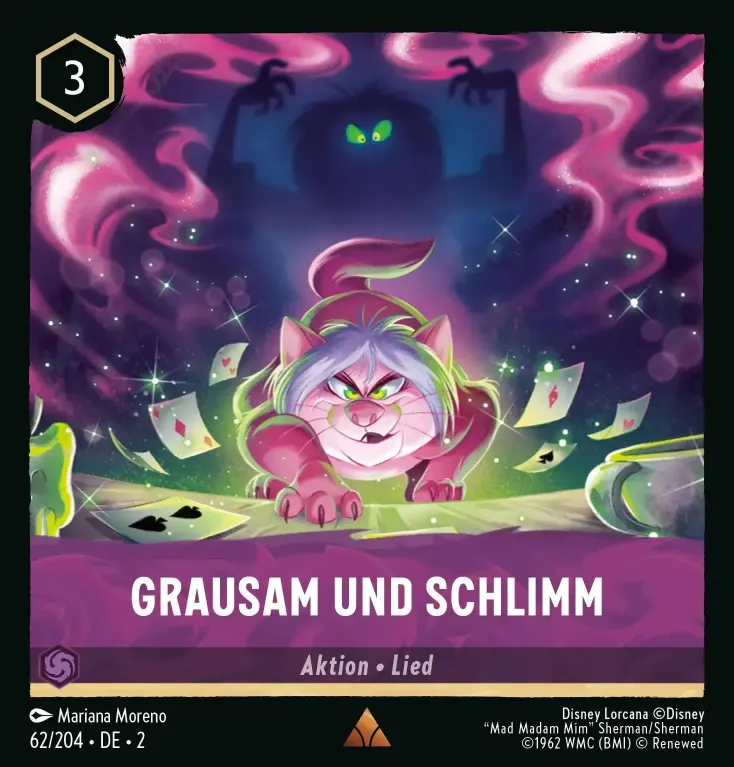 3
GRAUSAM UND SCHLIMM
Aktion • Lied
Mariana Moreno
62/204 • DE • 2
Disney Lorcana ©Disney
“Mad Madam Mim” Sherman/Sherman
©1962 WMC (BMI) © Renewed